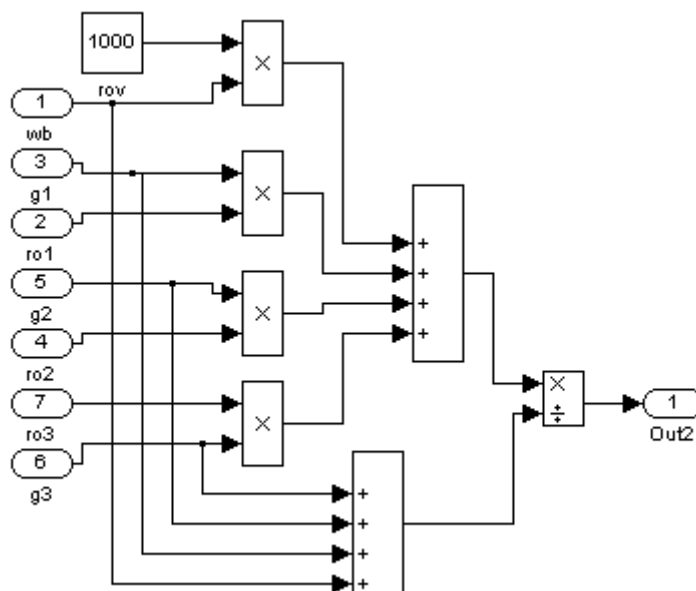 1000
×
rov
1
wb
3
×
g1
2
ro1
5
×
g2
4
ro2
7
×
ro3
6
g3
+
+
+
+
+
+
+
+
×
÷
1
Out2